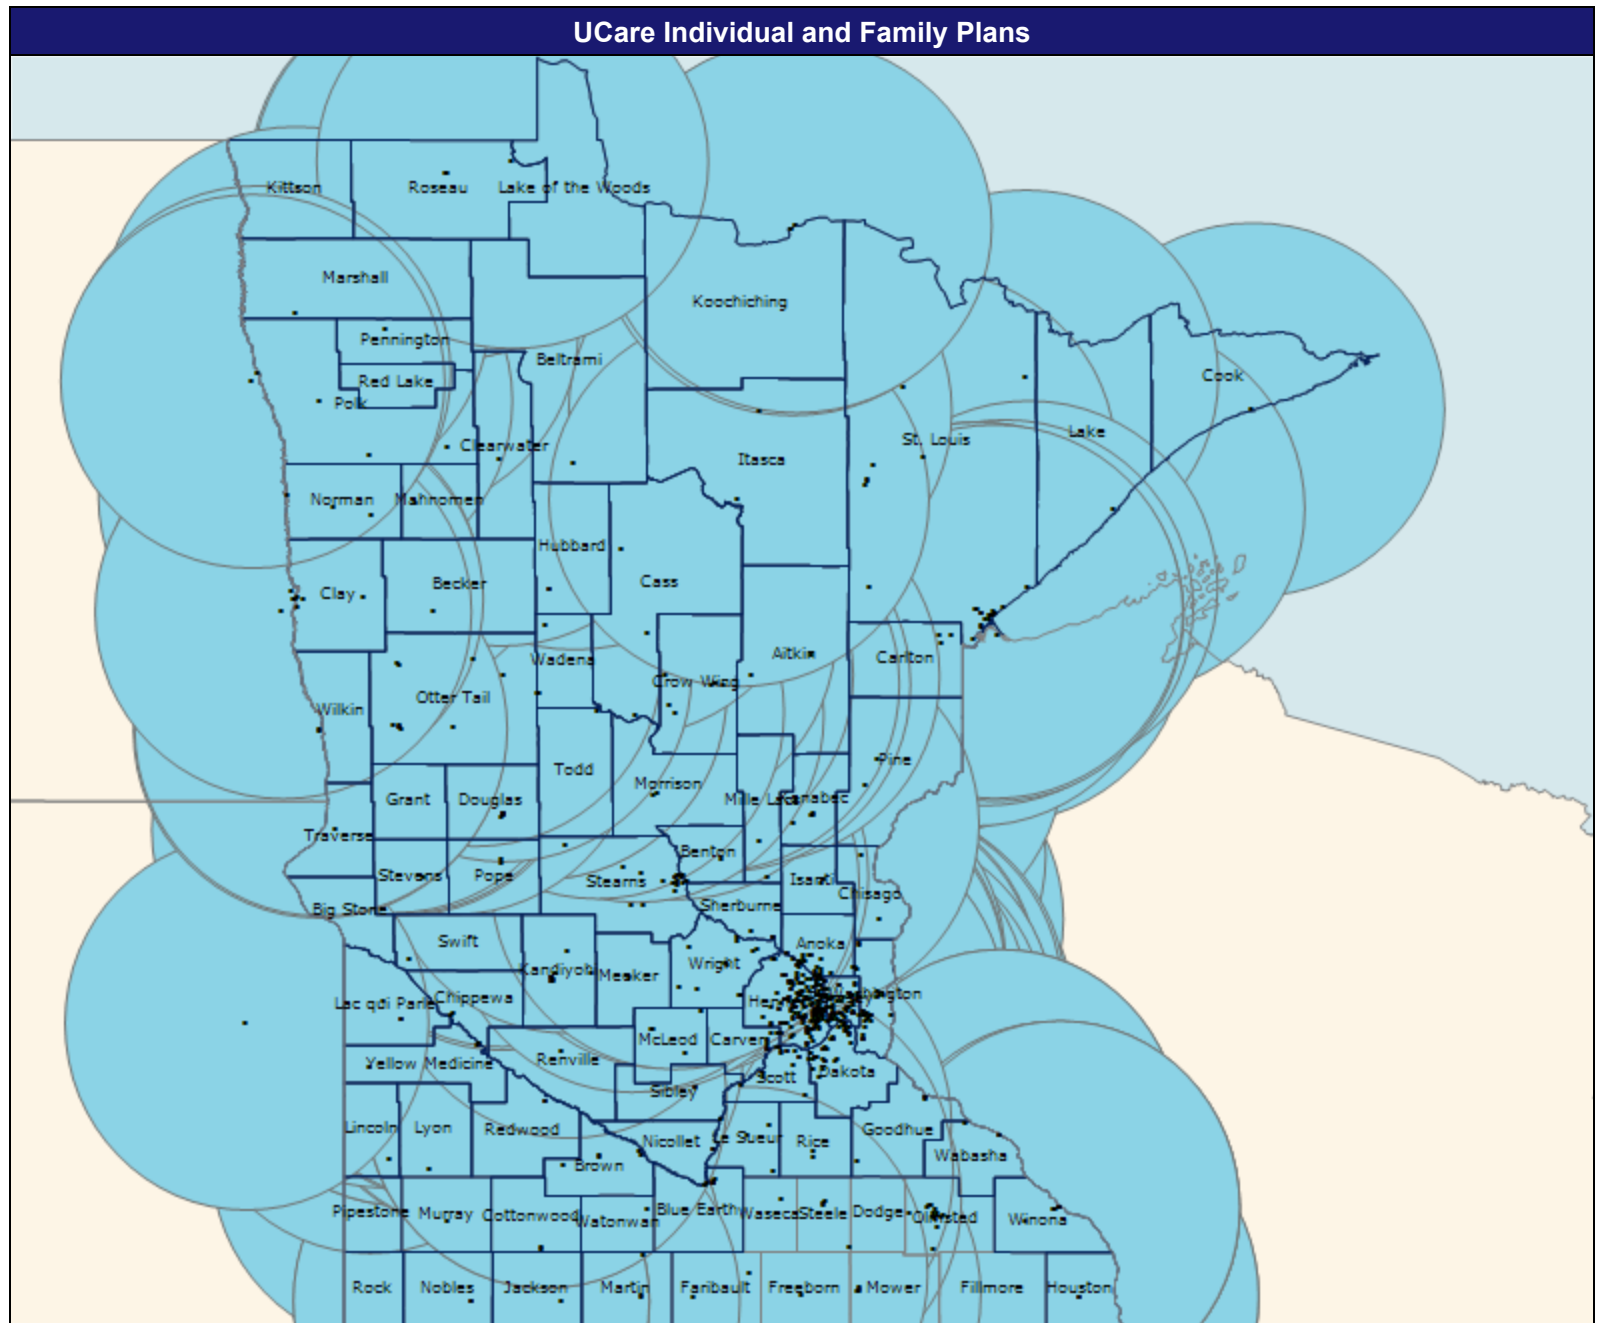 UCare Individual and Family Plans
Kittson
Roseau
Lake of the Woods
Marshall
Koochiching
Pennington
Beltrami
Red Lake
Cook
Polk
Lake
St. Louis
Clearwater
Itasca
Norman
Mahnomen
Hubbard
Cass
Becker
Clay
Aitkin
Carlton
Wadena
Crow Wing
Otter Tail
Wilkin
Pine
Todd
Morrison
Grant
Douglas
Mille Lacs
Kanabec
Traverse
Benton
Stevens
Pope
Stearns
Isanti
Chisago
Sherburne
Big Stone
Swift
Anoka
Wright
Kandiyohi
Meeker
Chippewa
Lac qui Parle
McLeod
Carver
Renville
Yellow Medicine
Dakota
Scott
Sibley
Lincoln
Lyon
Redwood
Goodhue
Le Sueur
Rice
Nicollet
Wabasha
Brown
Blue Earth
Pipestone
Murray
Cottonwood
Watonwan
Waseca
Steele
Dodge
Olmsted
Winona
Rock
Nobles
Jackson
Martin
Faribault
Freeborn
Mower
Fillmore
Houston